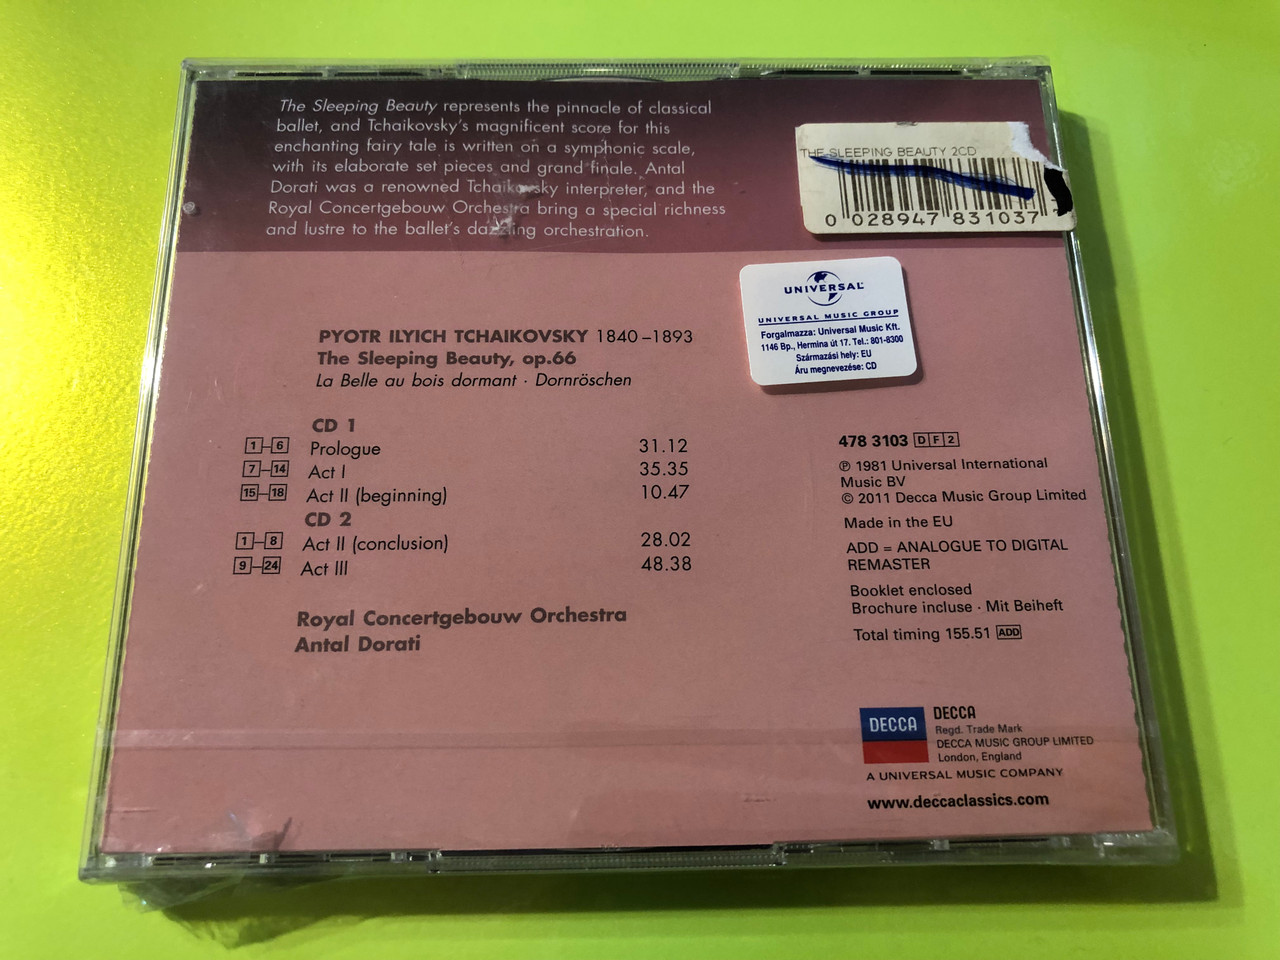 The Sleeping Beauty represents the pinnacle of classical
ballet, and Tchaikovsky's magnificent score for this
enchanting fairy tale is written on a symphonic scale,
with its elaborate set pieces and grand finale. Antal
Dorati was a renowned Tchaikovsky interpreter, and the
Royal Concertgebouw Orchestra bring a special richness
and lustre to the ballet's dazzling orchestration.
THE SLEEPING BEAUTY 2CD
0 028947 831037
UNIVERSAL
UNIVERSAL MUSIC GROUP
Forgalmazza: Universal Music Kft.
1146 Bp., Hermina út 17. Tel.: 801-8300
Származási hely: EU
Áru megnevezése: CD
PYOTR ILYICH TCHAIKOVSKY 1840–1893
The Sleeping Beauty, op.66
La Belle au bois dormant · Dornröschen
CD 1
1–6 Prologue 31.12
7–14 Act I 35.35
15–18 Act II (beginning) 10.47
CD 2
1–8 Act II (conclusion) 28.02
9–24 Act III 48.38
Royal Concertgebouw Orchestra
Antal Dorati
478 3103 DF2
℗ 1981 Universal International
Music BV
© 2011 Decca Music Group Limited
Made in the EU
ADD = ANALOGUE TO DIGITAL
REMASTER
Booklet enclosed
Brochure incluse · Mit Beiheft
Total timing 155.51 ADD
DECCA
DECCA
Regd. Trade Mark
DECCA MUSIC GROUP LIMITED
London, England
A UNIVERSAL MUSIC COMPANY
www.deccaclassics.com